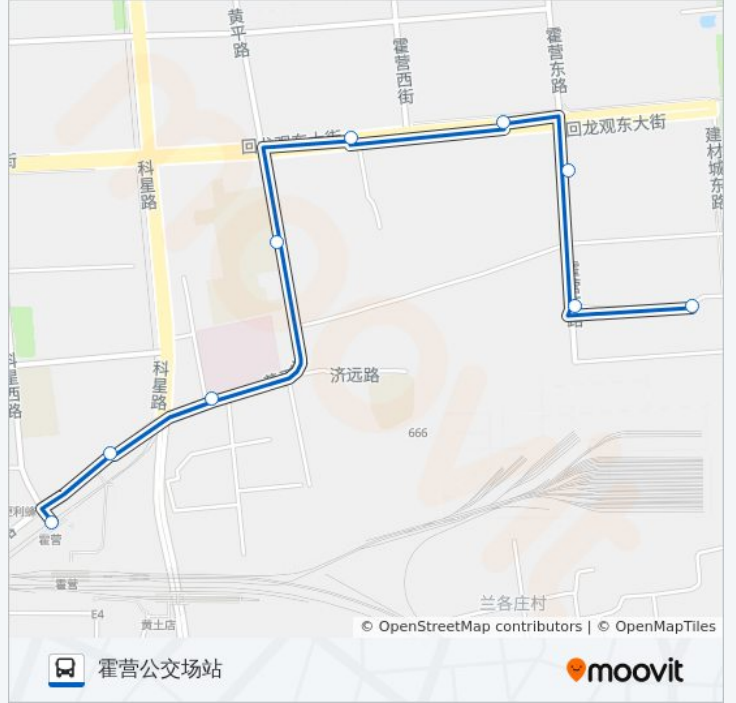 黄平路
霍营西街
霍营东路
回龙观东大街
回龙观东大街
建材城东路
街
科星路
科星路
科星西路
济远路
666
霍营
霍营
E4
黄土店
兰各庄村
© OpenStreetMap contributors | © OpenMapTiles
霍营公交场站
moovit